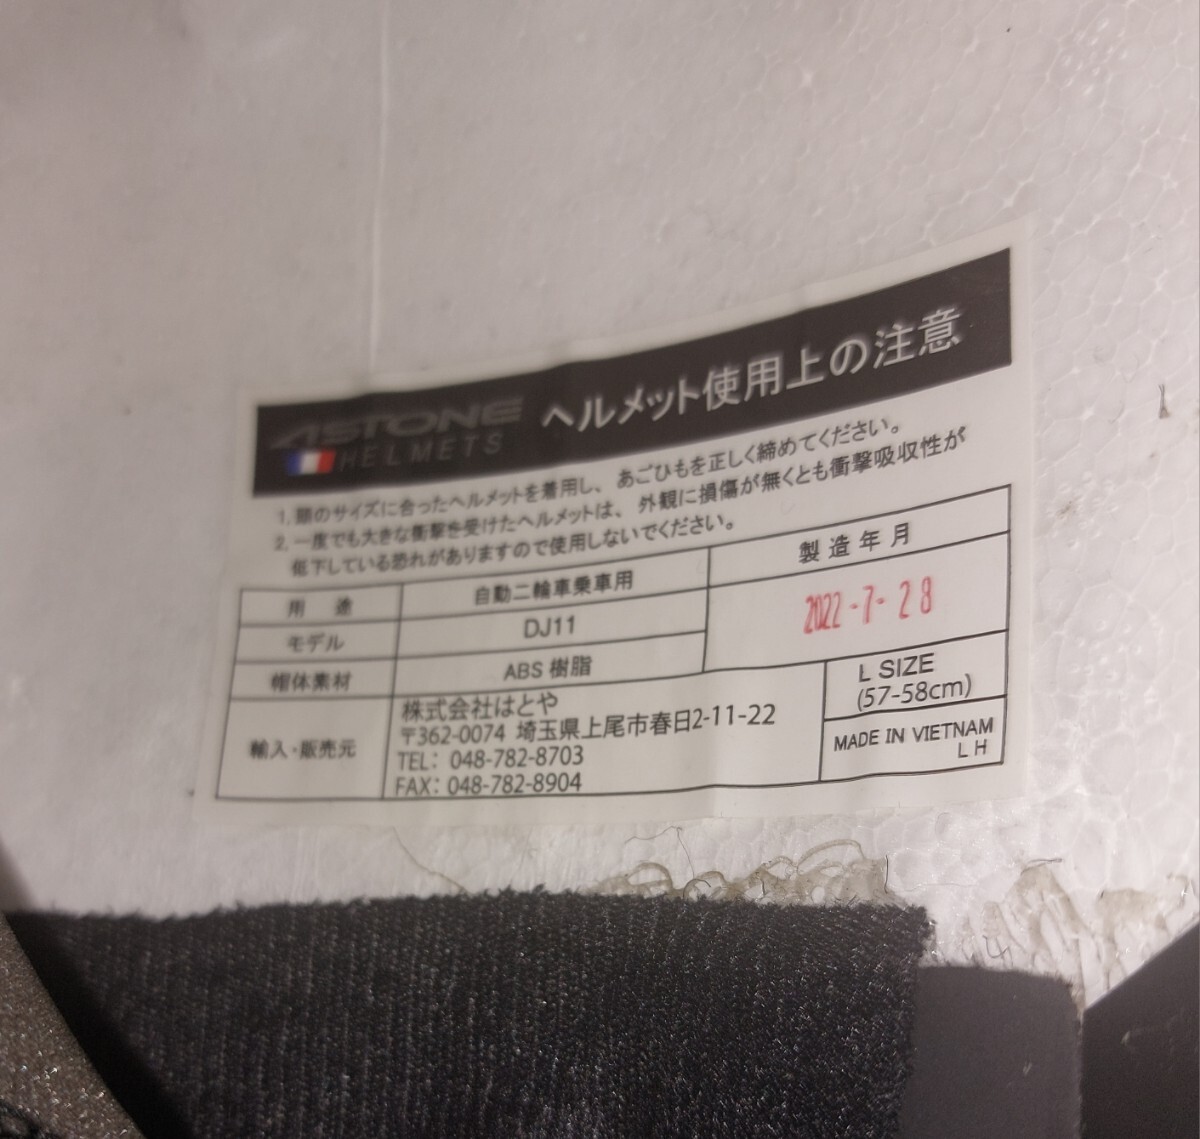 ASTONE
HELMETS
ヘルメット使用上の注意
1. 頭のサイズに合ったヘルメットを着用し、あごひもを正しく締めてください。
2. 一度でも大きな衝撃を受けたヘルメットは、外観に損傷が無くとも衝撃吸収性が
低下している恐れがありますので使用しないでください。
用途 自動二輪車乗車用 製造年月
モデル DJ11 2022-7-28
帽体素材 ABS 樹脂
L SIZE
(57-58cm)
輸入・販売元
株式会社はとや
〒362-0074 埼玉県上尾市春日2-11-22
TEL: 048-782-8703
FAX: 048-782-8904
MADE IN VIETNAM
LH